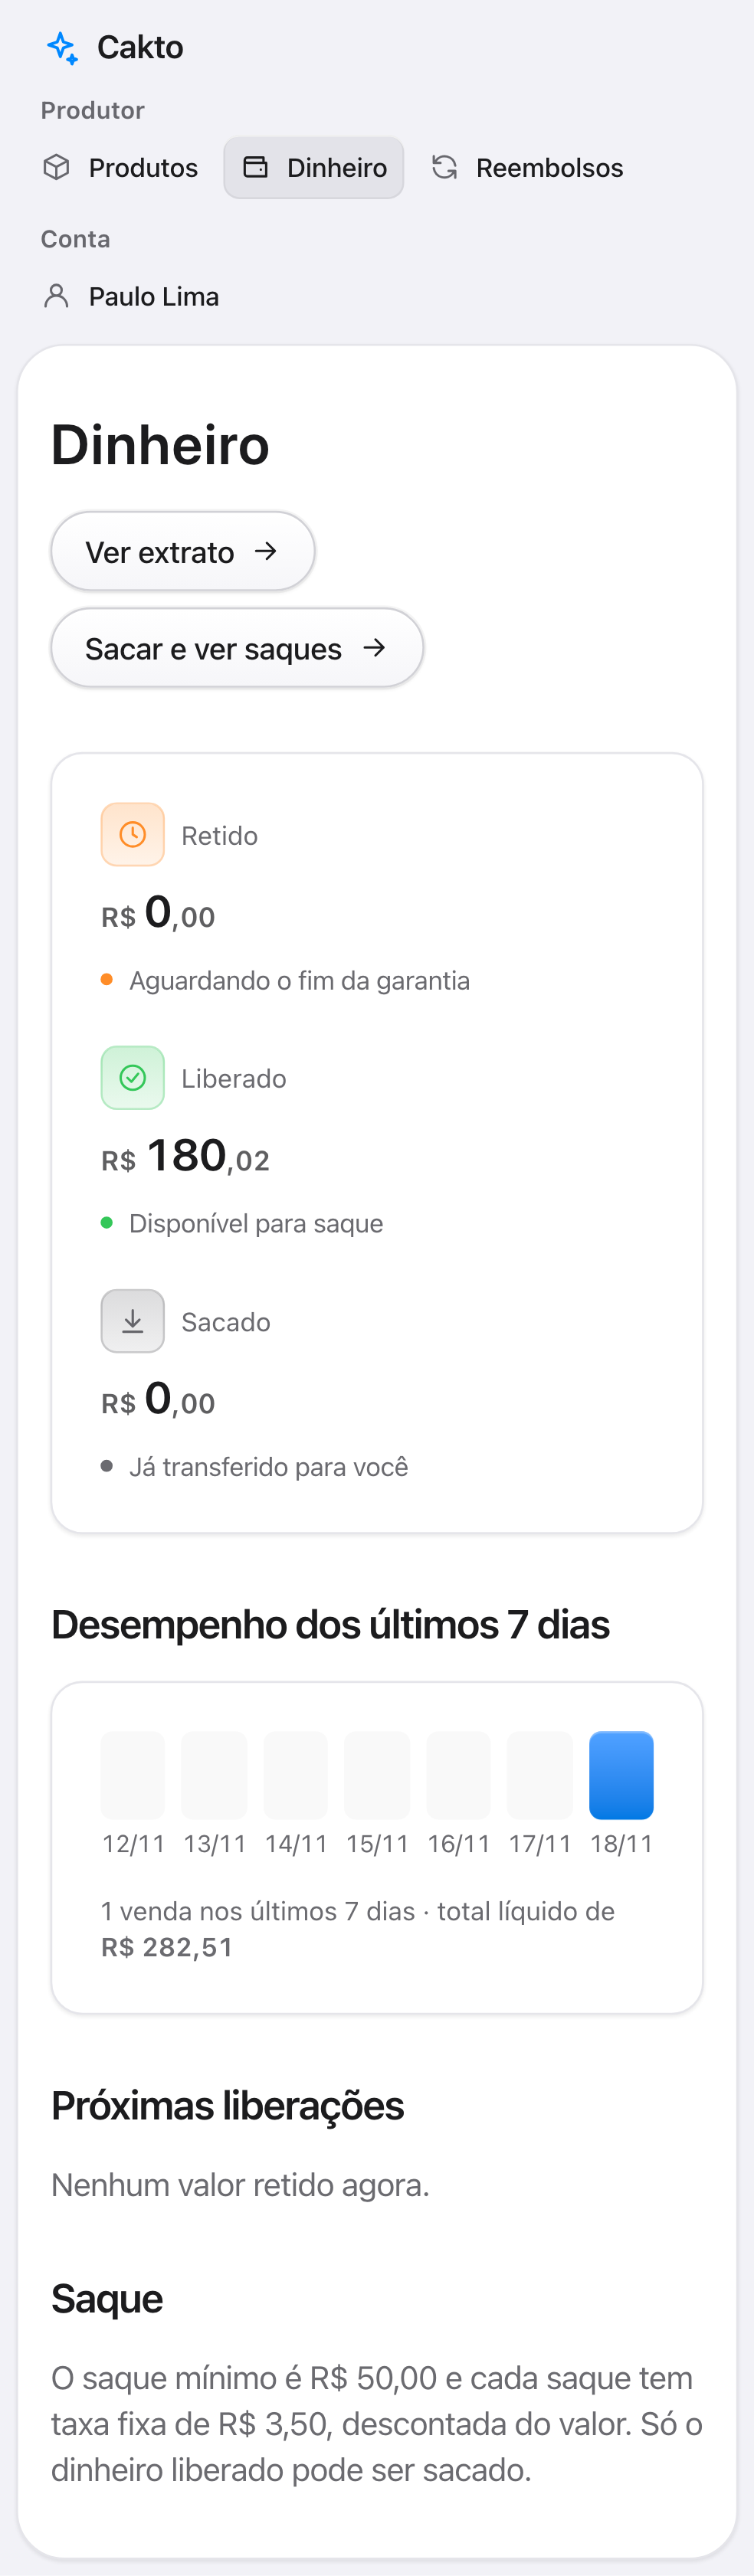 Cakto
Produtor
Produtos
Dinheiro
Reembolsos
Conta
Paulo Lima
Dinheiro
Ver extrato →
Sacar e ver saques →
Retido
R$ 0,00
Aguardando o fim da garantia
Liberado
R$ 180,02
Disponível para saque
Sacado
R$ 0,00
Já transferido para você
Desempenho dos últimos 7 dias
12/11 13/11 14/11 15/11 16/11 17/11 18/11
1 venda nos últimos 7 dias · total líquido de
R$ 282,51
Próximas liberações
Nenhum valor retido agora.
Saque
O saque mínimo é R$ 50,00 e cada saque tem
taxa fixa de R$ 3,50, descontada do valor. Só o
dinheiro liberado pode ser sacado.